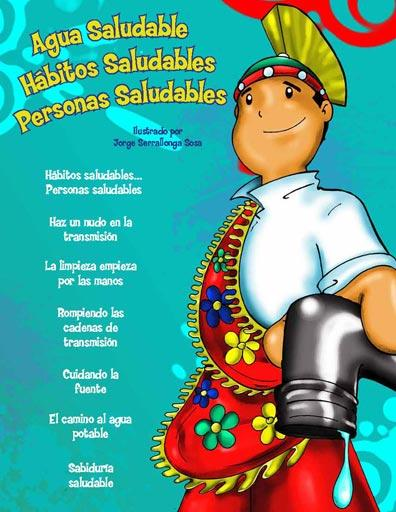 Agua Saludable
Hábitos Saludables
Personas Saludables
Ilustrado por
Jorge Serrallonga Sosa
Hábitos saludables...
Personas saludables
Haz un nudo en la
transmisión
La limpieza empieza
por las manos
Rompiendo las
cadenas de
transmisión
Cuidando la
fuente
El camino al agua
potable
Sabiduría
saludable